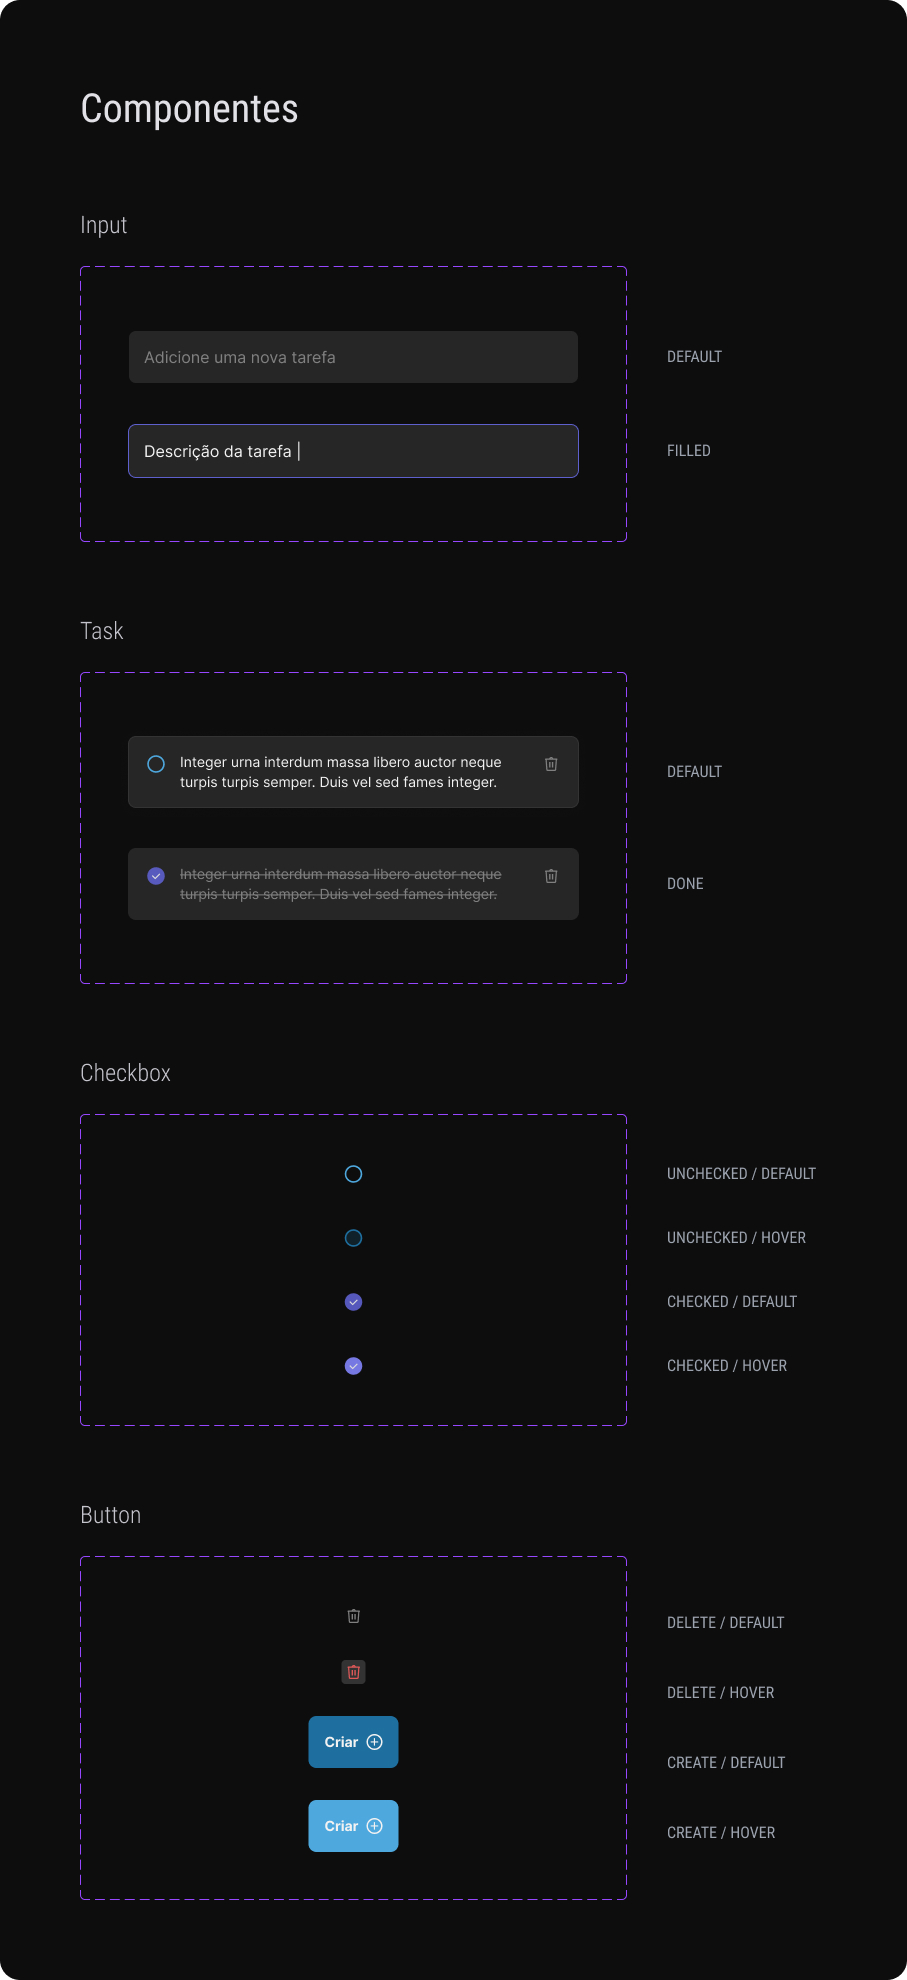 Componentes
Input
Adicione uma nova tarefa
DEFAULT
Descrição da tarefa |
FILLED
Task
Integer urna interdum massa libero auctor neque
turpis turpis semper. Duis vel sed fames integer.
DEFAULT
Integer urna interdum massa libero auctor neque
turpis turpis semper. Duis vel sed fames integer.
DONE
Checkbox
UNCHECKED / DEFAULT
UNCHECKED / HOVER
CHECKED / DEFAULT
CHECKED / HOVER
Button
DELETE / DEFAULT
DELETE / HOVER
Criar
CREATE / DEFAULT
Criar
CREATE / HOVER